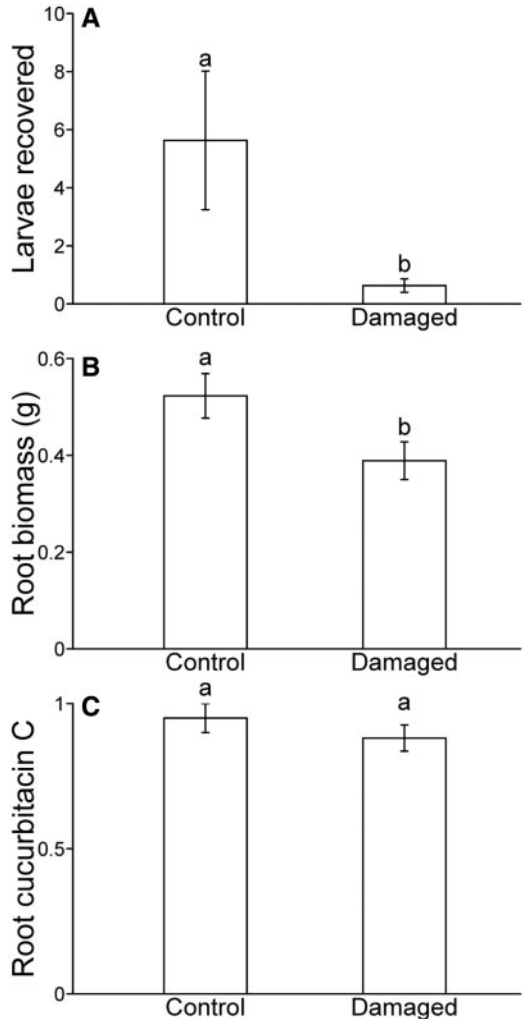 A
10
8
6
4
2
0
Larvae recovered
a
b
Control Damaged
B
0.6
0.4
0.2
0
Root biomass (g)
a
b
Control Damaged
C
1
0.5
0
Root cucurbitacin C
a
a
Control Damaged